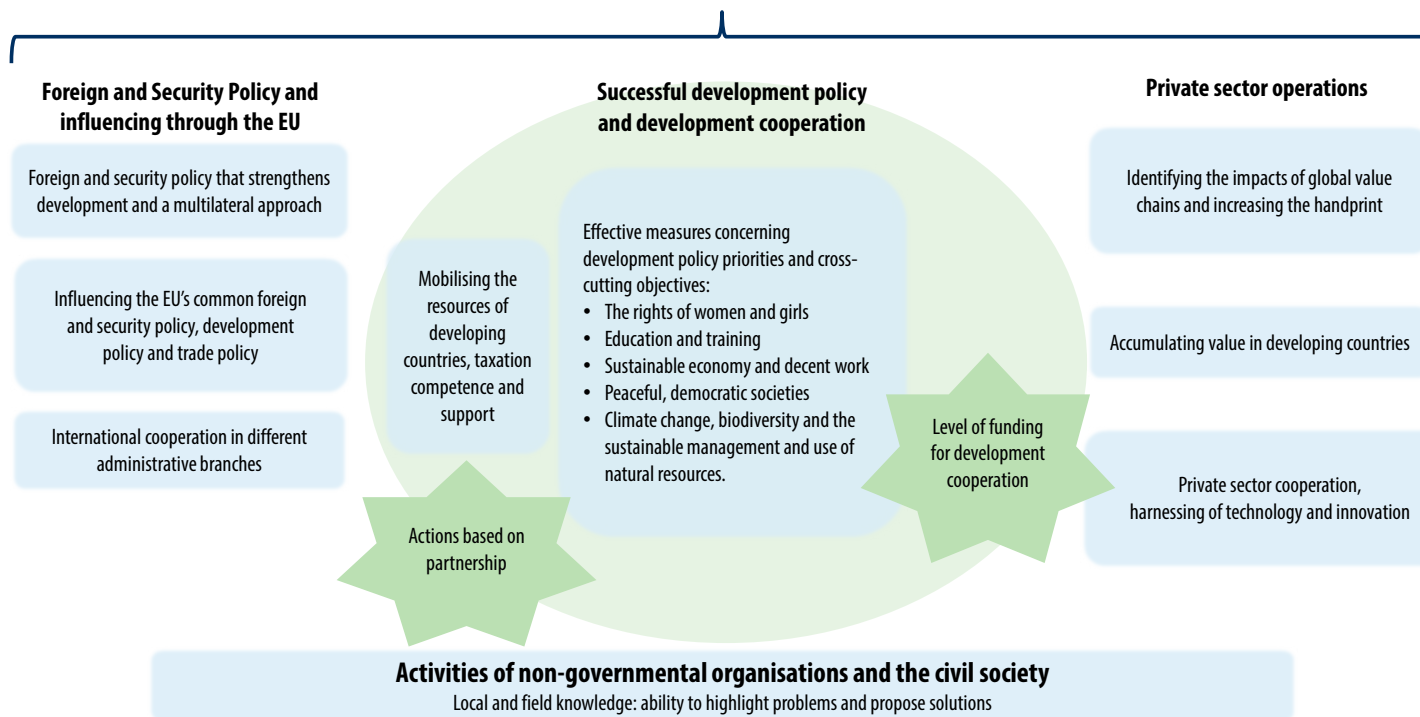 Foreign and Security Policy and
influencing through the EU
Foreign and security policy that strengthens
development and a multilateral approach
Influencing the EU's common foreign
and security policy, development
policy and trade policy
International cooperation in different
administrative branches
Successful development policy
and development cooperation
Mobilising the
resources of
developing
countries, taxation
competence and
support
Effective measures concerning
development policy priorities and cross-
cutting objectives:
• The rights of women and girls
• Education and training
• Sustainable economy and decent work
• Peaceful, democratic societies
• Climate change, biodiversity and the
sustainable management and use of
natural resources.
Actions based on
partnership
Level of funding
for development
cooperation
Private sector operations
Identifying the impacts of global value
chains and increasing the handprint
Accumulating value in developing countries
Private sector cooperation,
harnessing of technology and innovation
Activities of non-governmental organisations and the civil society
Local and field knowledge: ability to highlight problems and propose solutions